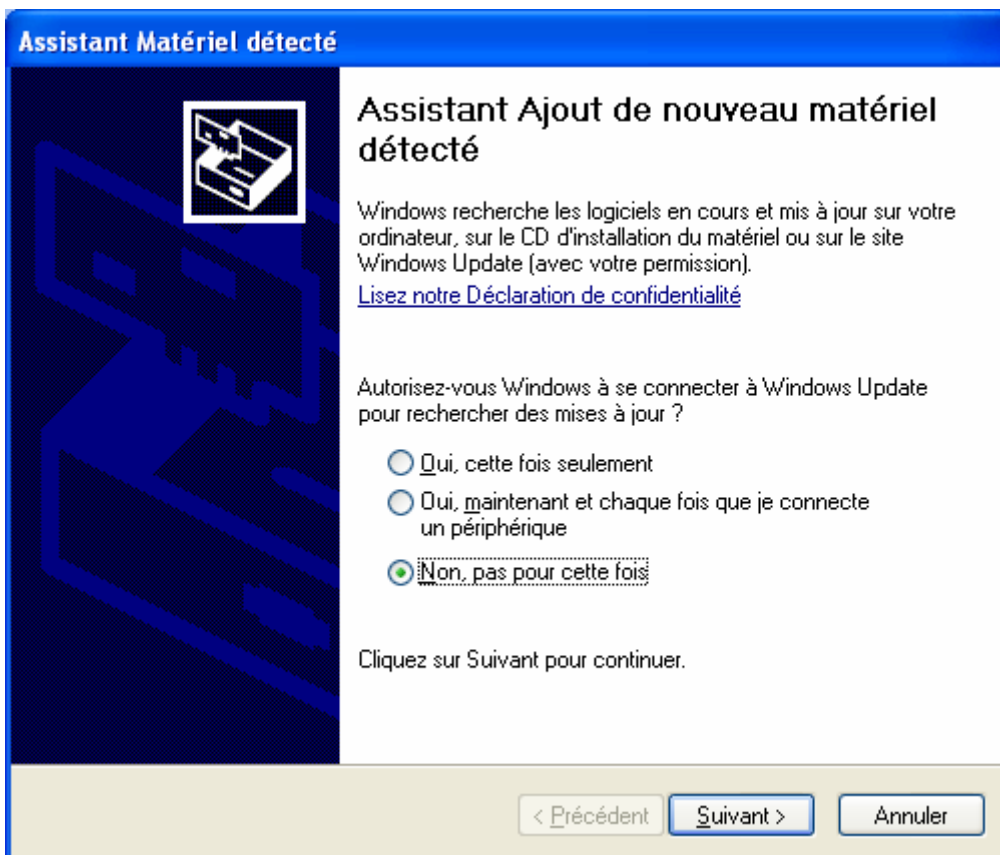 Assistant Matériel détecté
Assistant Ajout de nouveau matériel
détecté
Windows recherche les logiciels en cours et mis à jour sur votre
ordinateur, sur le CD d'installation du matériel ou sur le site
Windows Update (avec votre permission).
Lisez notre Déclaration de confidentialité
Autorisez-vous Windows à se connecter à Windows Update
pour rechercher des mises à jour ?
Oui, cette fois seulement
Oui, maintenant et chaque fois que je connecte
un périphérique
Non, pas pour cette fois
Cliquez sur Suivant pour continuer.
< Précédent
Suivant >
Annuler